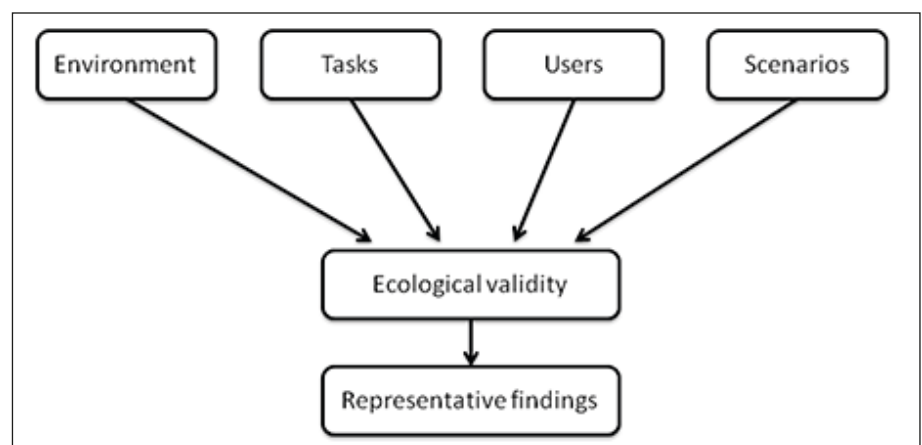 Environment
Tasks
Users
Scenarios
Ecological validity
Representative findings